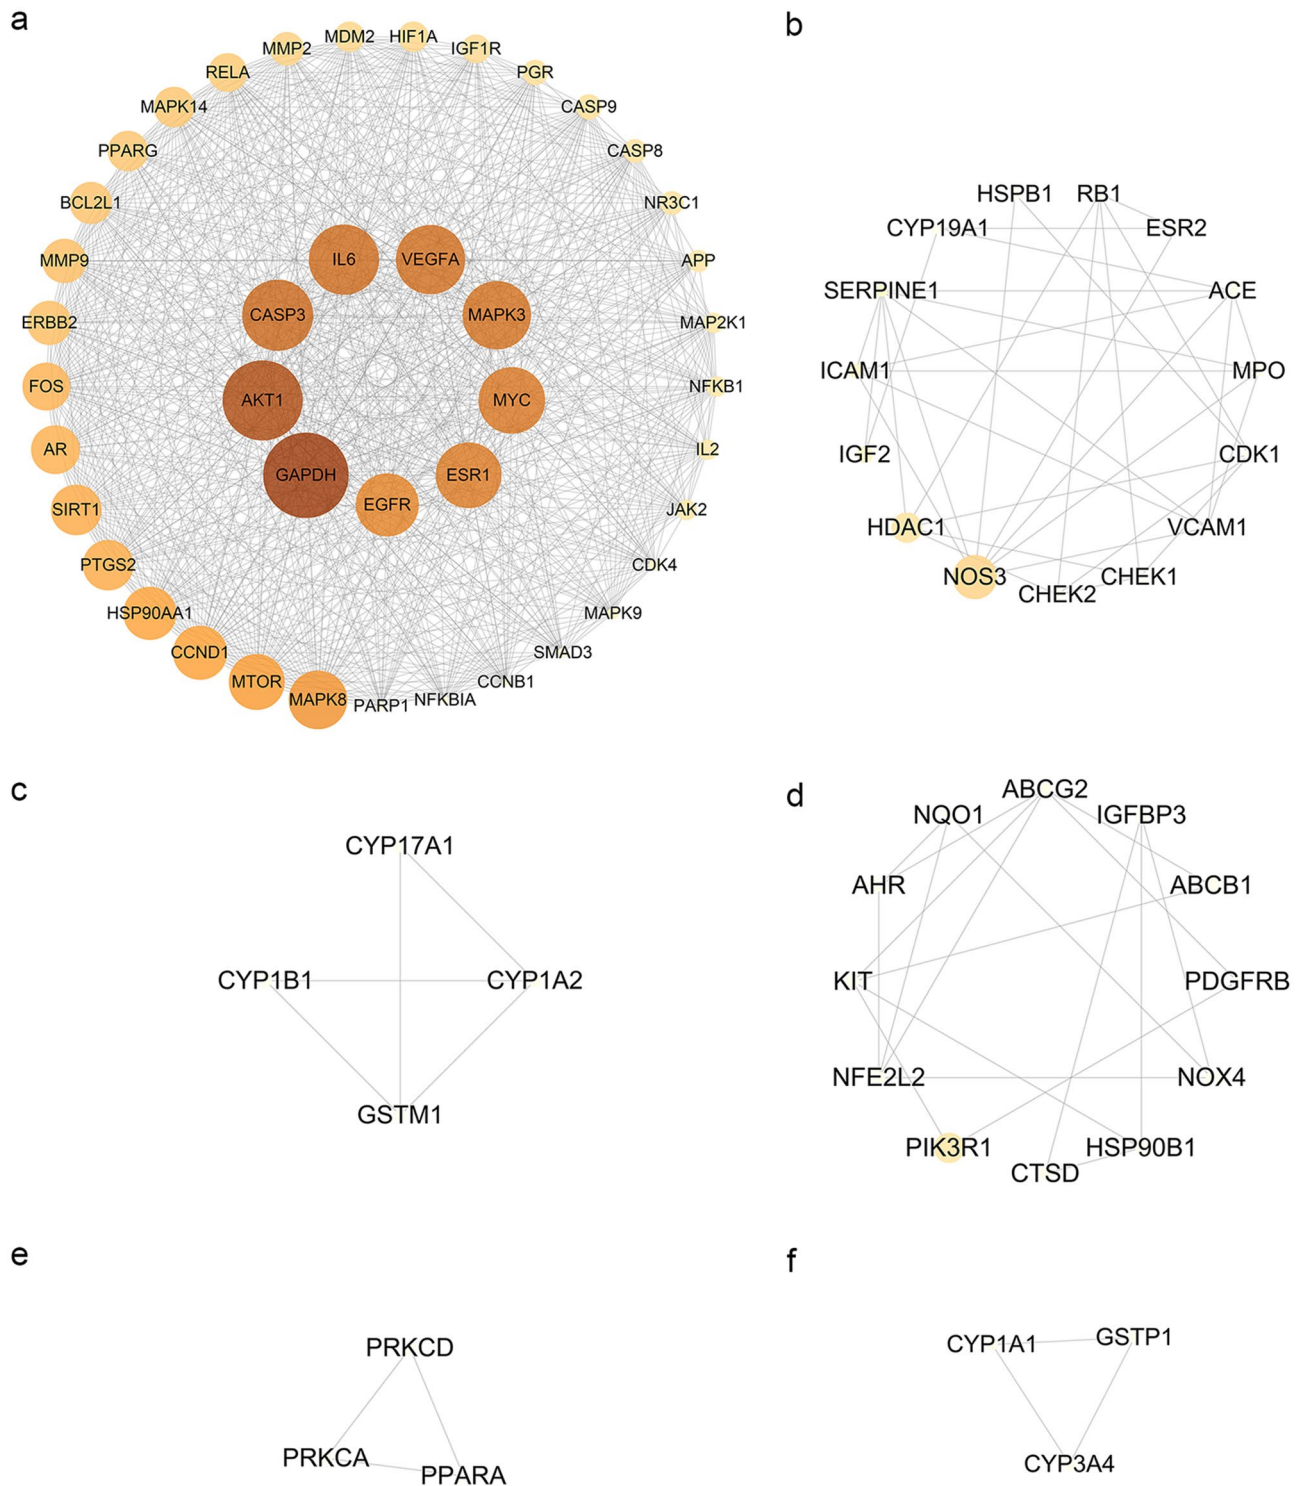 a
MDM2
HIF1A
MMP2
IGF1R
RELA
PGR
MAPK14
CASP9
PPARG
CASP8
BCL2L1
NR3C1
MMP9
IL6
VEGFA
APP
ERBB2
CASP3
MAPK3
MAP2K1
FOS
AKT1
MYC
NFKB1
AR
GAPDH
ESR1
IL2
SIRT1
EGFR
JAK2
PTGS2
CDK4
HSP90AA1
MAPK9
CCND1
SMAD3
MTOR
CCNB1
MAPK8
PARP1
NFKBIA
b
HSPB1
RB1
CYP19A1
ESR2
SERPINE1
ACE
ICAM1
MPO
IGF2
CDK1
HDAC1
VCAM1
NOS3
CHEK2
CHEK1
c
CYP17A1
CYP1B1
CYP1A2
GSTM1
d
ABCG2
NQO1
IGFBP3
AHR
ABCB1
KIT
PDGFRB
NFE2L2
NOX4
PIK3R1
HSP90B1
CTSD
e
PRKCD
PRKCA
PPARA
f
CYP1A1
GSTP1
CYP3A4